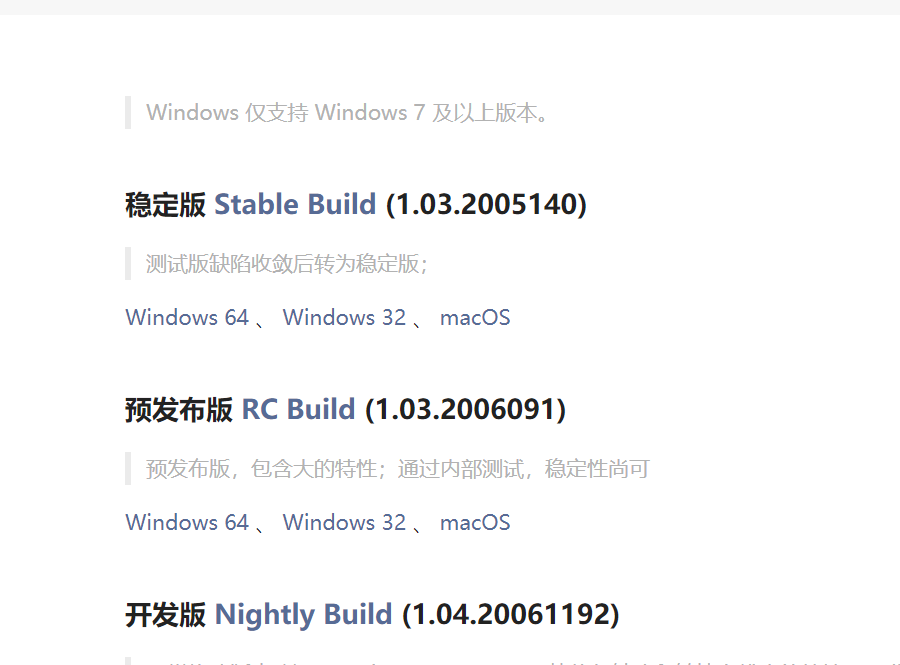 Windows 仅支持 Windows 7 及以上版本。
稳定版 Stable Build (1.03.2005140)
测试版缺陷收敛后转为稳定版;
Windows 64 、 Windows 32 、 macOS
预发布版 RC Build (1.03.2006091)
预发布版，包含大的特性；通过内部测试，稳定性尚可
Windows 64 、 Windows 32 、 macOS
开发版 Nightly Build (1.04.20061192)